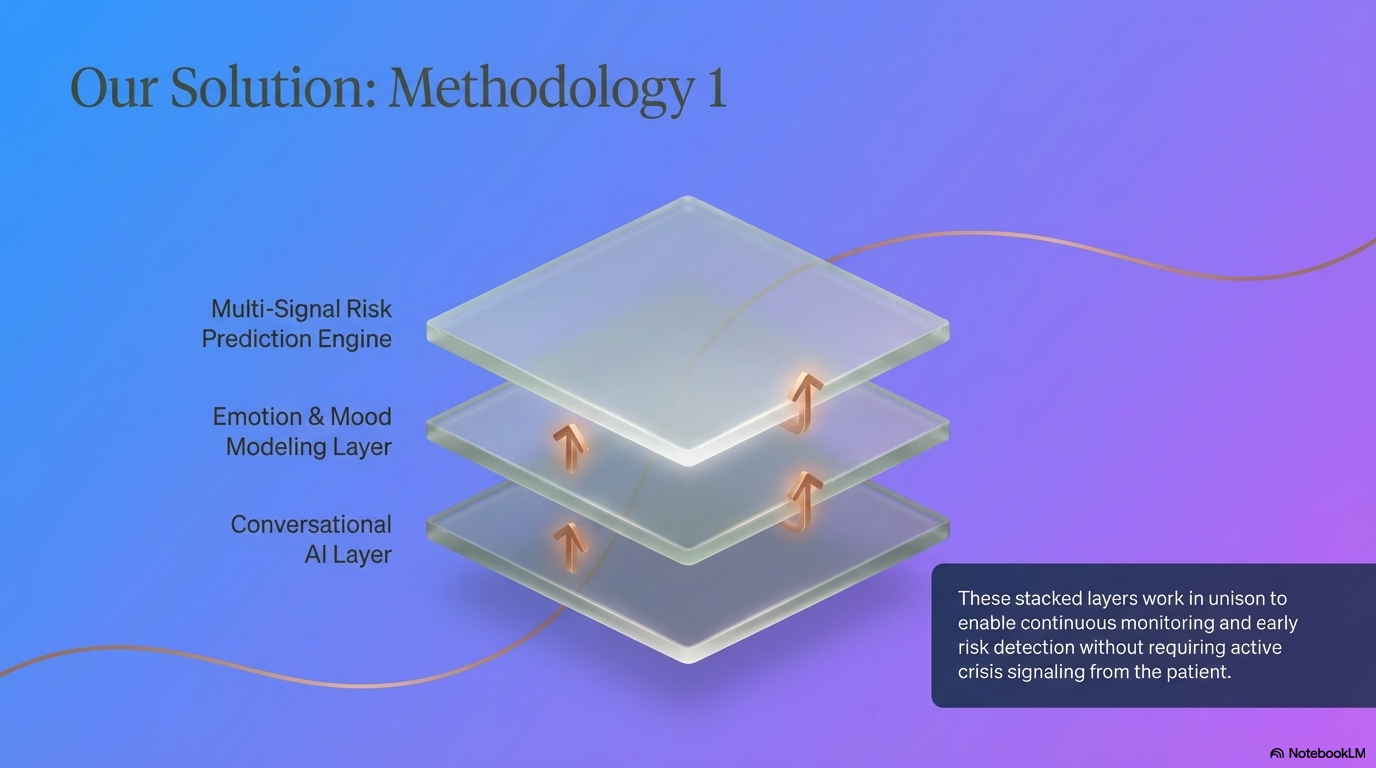 Our Solution: Methodology 1
Multi-Signal Risk
Prediction Engine
Emotion & Mood
Modeling Layer
Conversational
AI Layer
These stacked layers work in unison to
enable continuous monitoring and early
risk detection without requiring active
crisis signaling from the patient.
NotebookLM